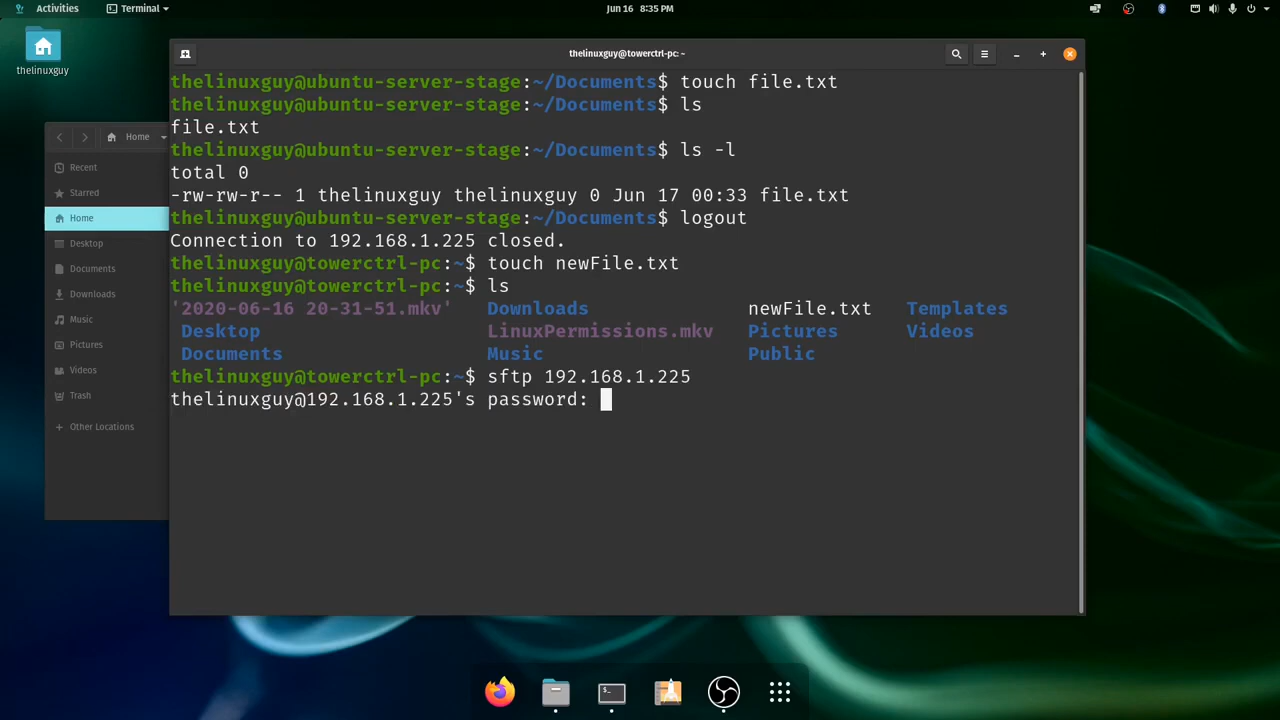 Activities
Terminal
Jun 16 8:35 PM
thelinuxguy
thelinuxguy@towerctrl-pc: ~
Home
Recent
Starred
Home
Desktop
Documents
Downloads
Music
Pictures
Videos
Trash
+ Other Locations
thelinuxguy@ubuntu-server-stage:~/Documents$ touch file.txt
thelinuxguy@ubuntu-server-stage:~/Documents$ ls
file.txt
thelinuxguy@ubuntu-server-stage:~/Documents$ ls -l
total 0
-rw-rw-r-- 1 thelinuxguy thelinuxguy 0 Jun 17 00:33 file.txt
thelinuxguy@ubuntu-server-stage:~/Documents$ logout
Connection to 192.168.1.225 closed.
thelinuxguy@towerctrl-pc:~$ touch newFile.txt
thelinuxguy@towerctrl-pc:~$ ls
'2020-06-16 20-31-51.mkv' Downloads newFile.txt Templates
Desktop LinuxPermissions.mkv Pictures Videos
Documents Music Public
thelinuxguy@towerctrl-pc:~$ sftp 192.168.1.225
thelinuxguy@192.168.1.225's password: